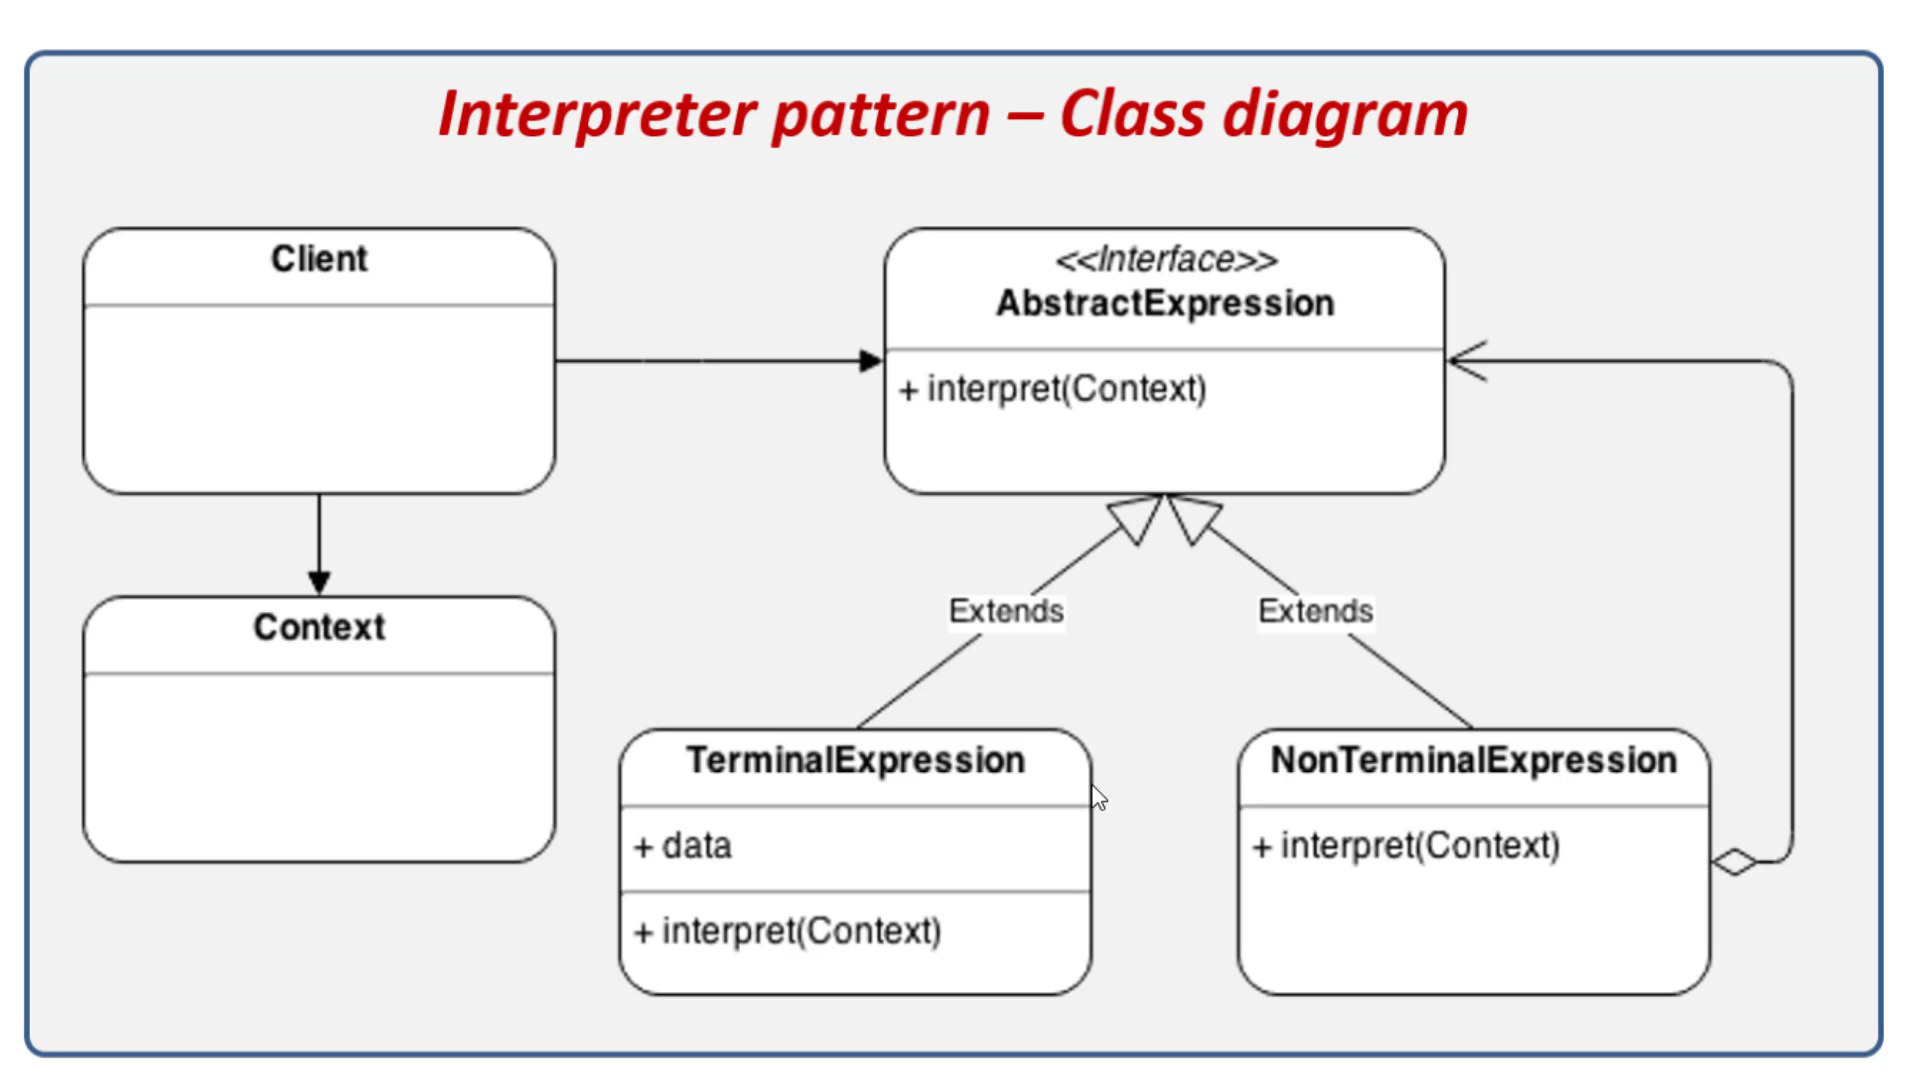 Interpreter pattern – Class diagram
Client
<<Interface>>
AbstractExpression
+ interpret(Context)
Context
Extends
Extends
TerminalExpression
+ data
+ interpret(Context)
NonTerminalExpression
+ interpret(Context)